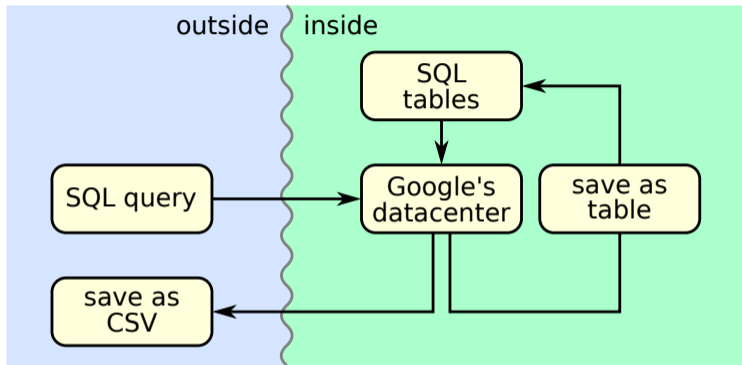 outside
inside
SQL
tables
SQL query
Google's
datacenter
save as
table
save as
CSV